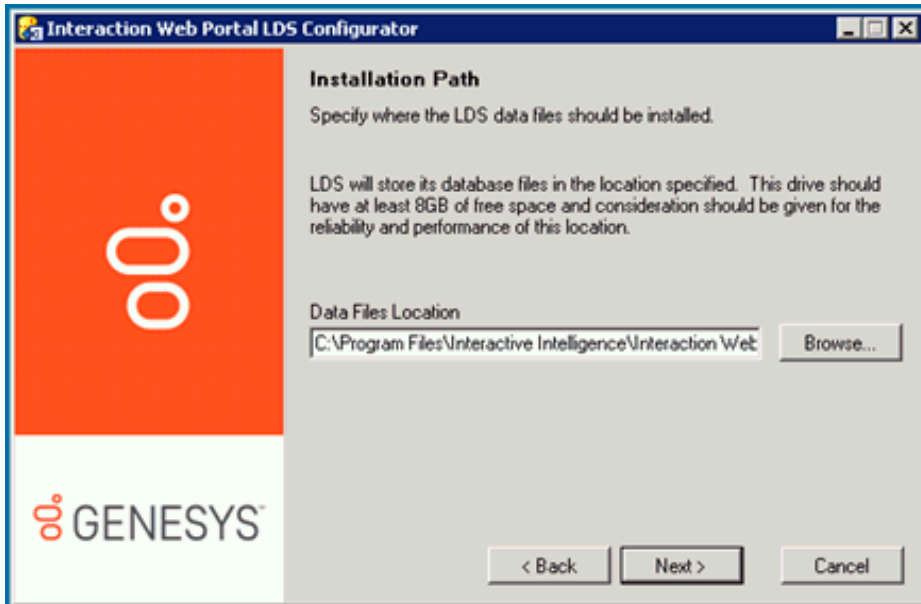 Interaction Web Portal LDS Configurator
Installation Path
Specify where the LDS data files should be installed.
LDS will store its database files in the location specified. This drive should
have at least 8GB of free space and consideration should be given for the
reliability and performance of this location.
Data Files Location
C:\Program Files\Interactive Intelligence\Interaction Web
Browse...
GENESYS™
< Back
Next >
Cancel